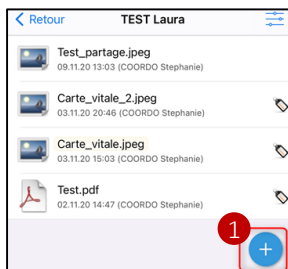 Retour TEST Laura
Test_partage.jpeg
09.11.20 13:03 (COORDO Stephanie)
Carte_vitale_2.jpeg
03.11.20 20:46 (COORDO Stephanie)
Carte_vitale.jpeg
03.11.20 15:03 (COORDO Stephanie)
Test.pdf
02.11.20 14:47 (COORDO Stephanie)
1
+